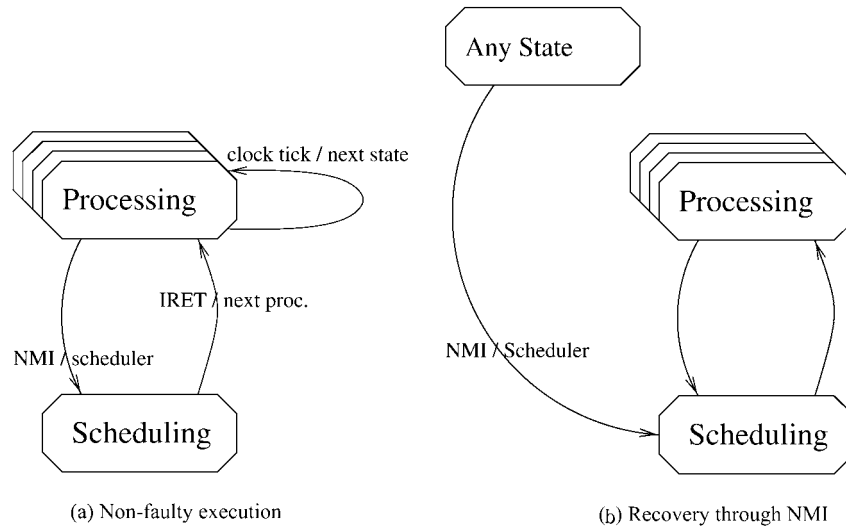 clock tick / next state
Processing
IRET / next proc.
NMI / scheduler
Scheduling
(a) Non-faulty execution
Any State
Processing
NMI / Scheduler
Scheduling
(b) Recovery through NMI